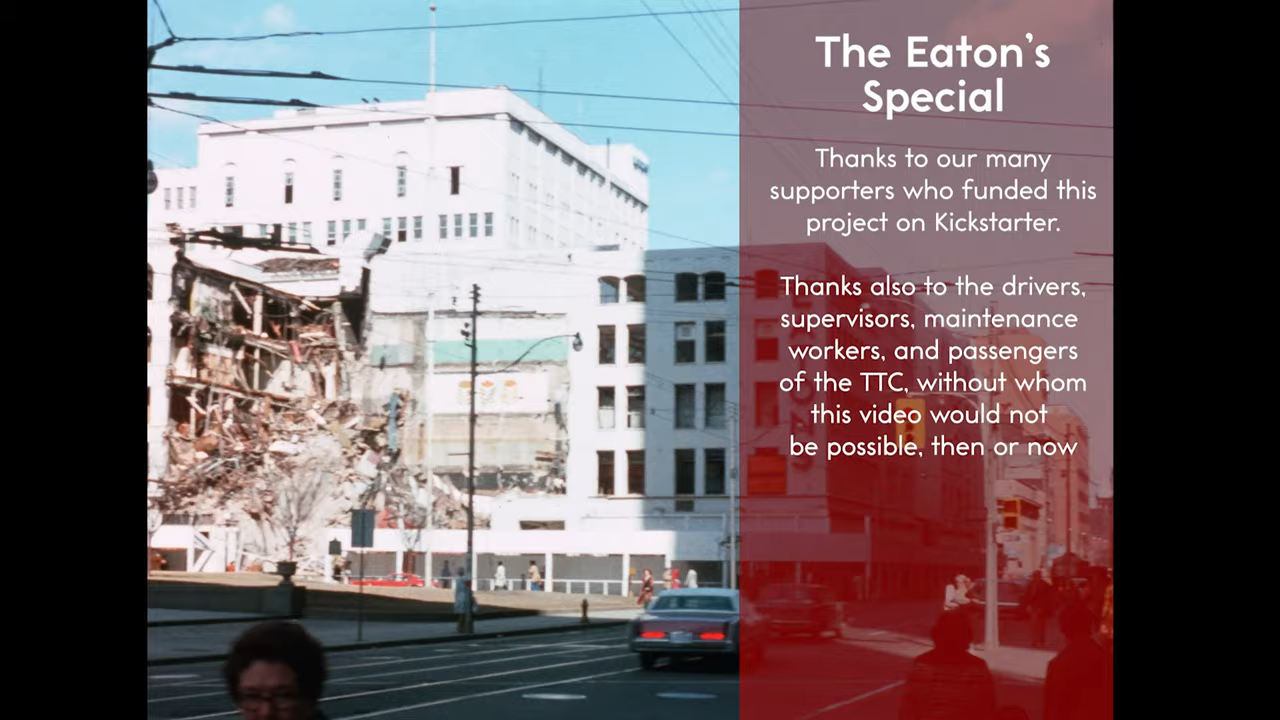 The Eaton's
Special
Thanks to our many
supporters who funded this
project on Kickstarter.
Thanks also to the drivers,
supervisors, maintenance
workers, and passengers
of the TTC, without whom
this video would not
be possible, then or now